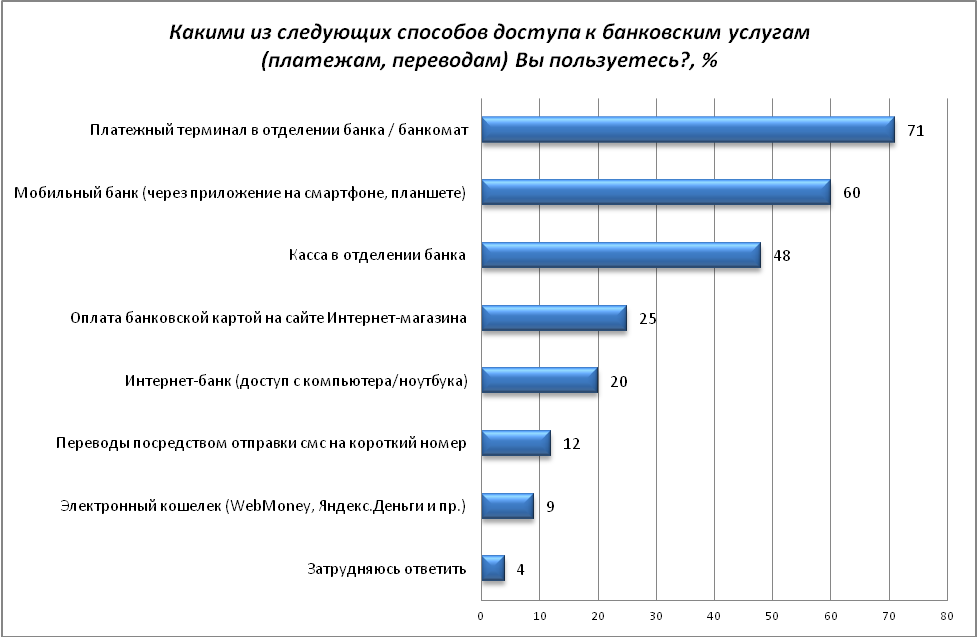 Какими из следующих способов доступа к банковским услугам
(платежам, переводам) Вы пользуетесь?, %
Платежный терминал в отделении банка / банкомат
71
Мобильный банк (через приложение на смартфоне, планшете)
60
Касса в отделении банка
48
Оплата банковской картой на сайте Интернет-магазина
25
Интернет-банк (доступ с компьютера/ноутбука)
20
Переводы посредством отправки смс на короткий номер
12
Электронный кошелек (WebMoney, Яндекс.Деньги и пр.)
9
Затрудняюсь ответить
4
0 10 20 30 40 50 60 70 80